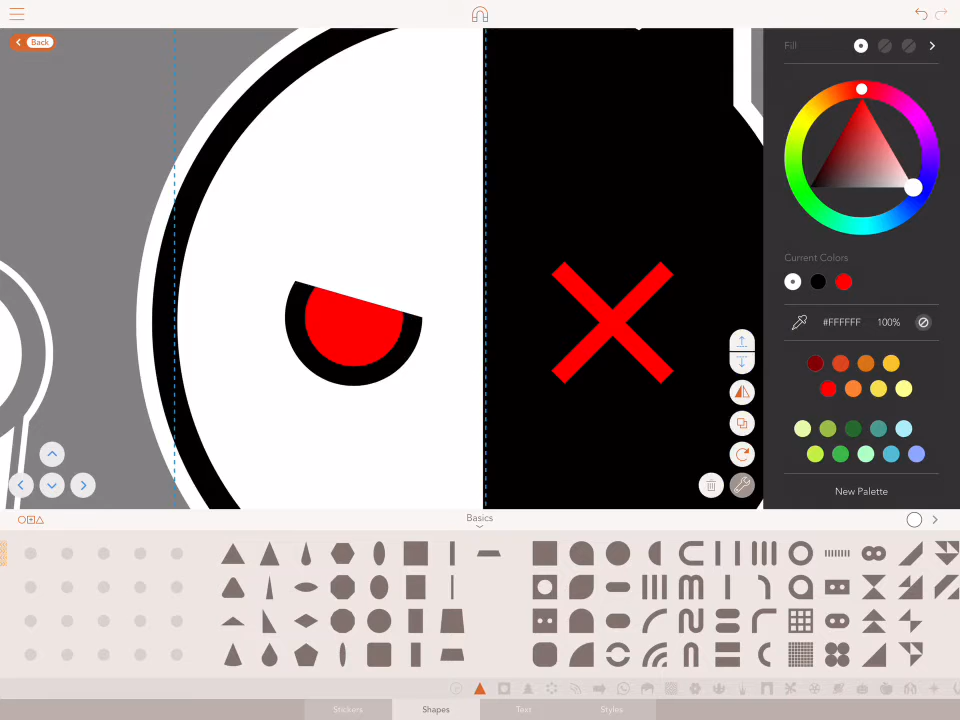 Back
Fill
Current Colors
#FFFFFF 100%
New Palette
Basics
Stickers Shapes Text Styles